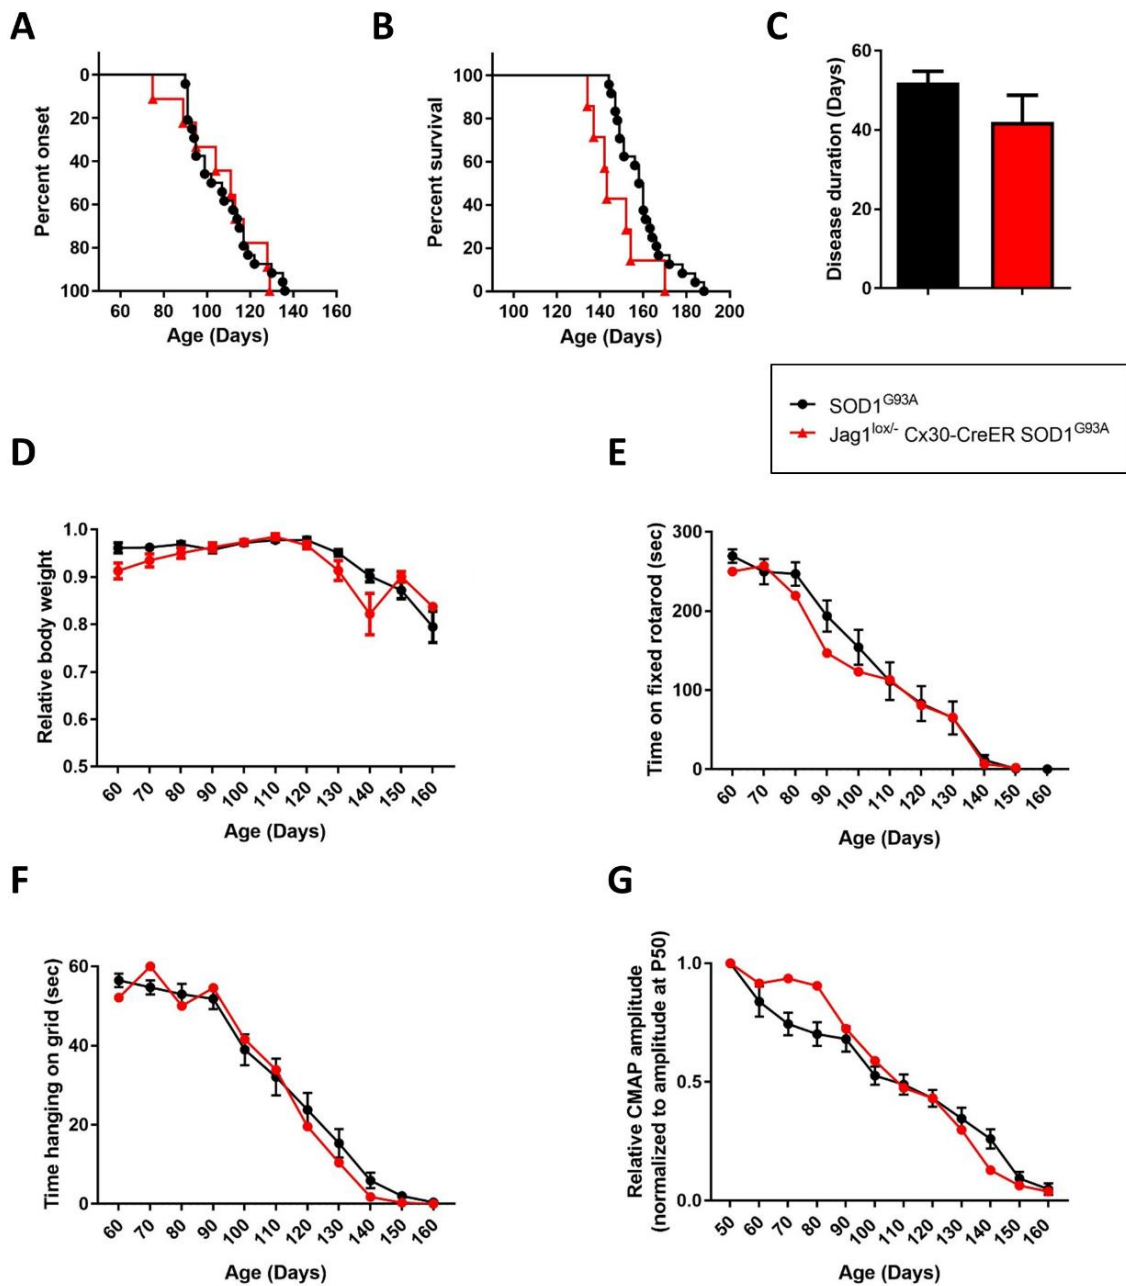 A
B
C
Percent onset
0
20
40
60
80
100
60 80 100 120 140 160
Age (Days)
Percent survival
100
80
60
40
20
0
100 120 140 160 180 200
Age (Days)
Disease duration (Days)
60
40
20
0
SOD1^G93A
Jag1^lox/- Cx30-CreER SOD1^G93A
D
E
Relative body weight
1.0
0.9
0.8
0.7
0.6
0.5
60 70 80 90 100 110 120 130 140 150 160
Age (Days)
Time on fixed rotarod (sec)
300
200
100
0
60 70 80 90 100 110 120 130 140 150 160
Age (Days)
F
G
Time hanging on grid (sec)
60
40
20
0
60 70 80 90 100 110 120 130 140 150 160
Age (Days)
Relative CMAP amplitude
(normalized to amplitude at P50)
1.0
0.5
0.0
50 60 70 80 90 100 110 120 130 140 150 160
Age (Days)